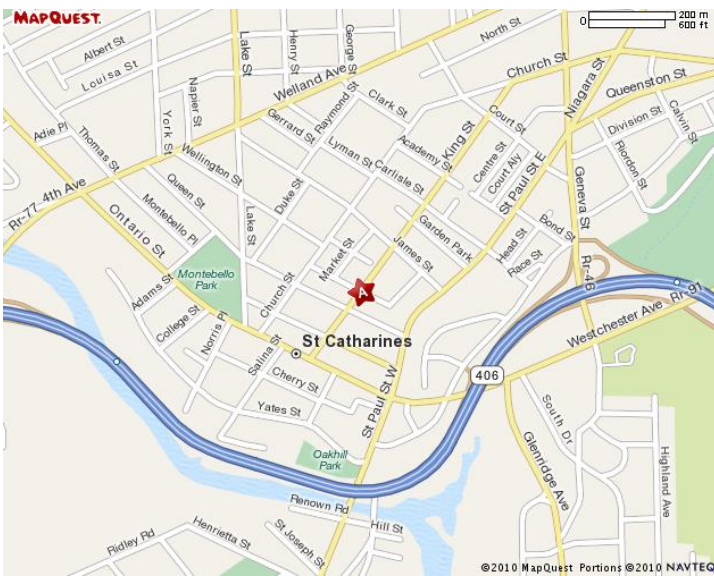 MAPQUEST.
0 200 m
600 ft
Albert St
Louisa St
Napier St
York St
Lake St
Henry St
George St
Welland Ave
North St
Church St
Niagara St
Queenston St
Adie Pl
Thomas St
Raymond St
Clark St
Court St
Division St
Calvin St
Gerrard St
Lyman St
Academy St
King St
Riordon St
Wellington St
Carlisle St
Centre St
Court Aly
St Paul St E
Rr-77-4th Ave
Queen St
Duke St
Geneva St
Ontario St
Montebello Pl
Lake St
Garden Park
Bond St
Market St
James St
Head St
Race St
Rr-46
Montebello
Park
Adams St
Church St
A
Rr-91
College St
Norris Pl
Salina St
St Catharines
Westchester Ave
406
Cherry St
Yates St
St Paul St W
South Dr
Oakhill
Park
Glenridge Ave
Highland Ave
Renown Rd
Hill St
Henrietta St
St Joseph St
Ridley Rd
©2010 MapQuest Portions ©2010 NAVTEQ